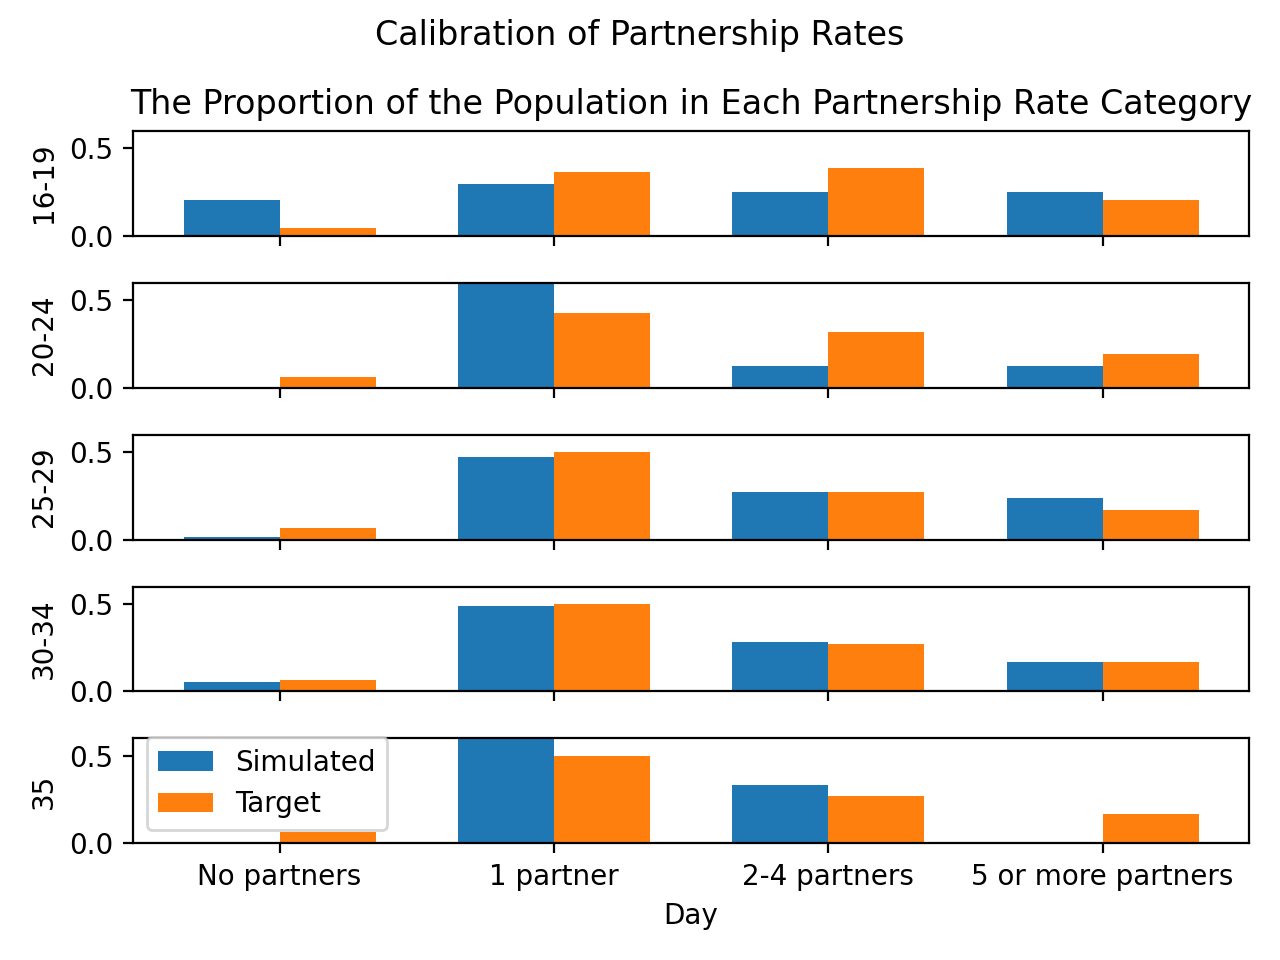 Calibration of Partnership Rates
The Proportion of the Population in Each Partnership Rate Category
0.5
16-19
0.0
0.5
20-24
0.0
0.5
25-29
0.0
0.5
30-34
0.0
0.5
35
0.0
Simulated
Target
No partners
1 partner
2-4 partners
5 or more partners
Day